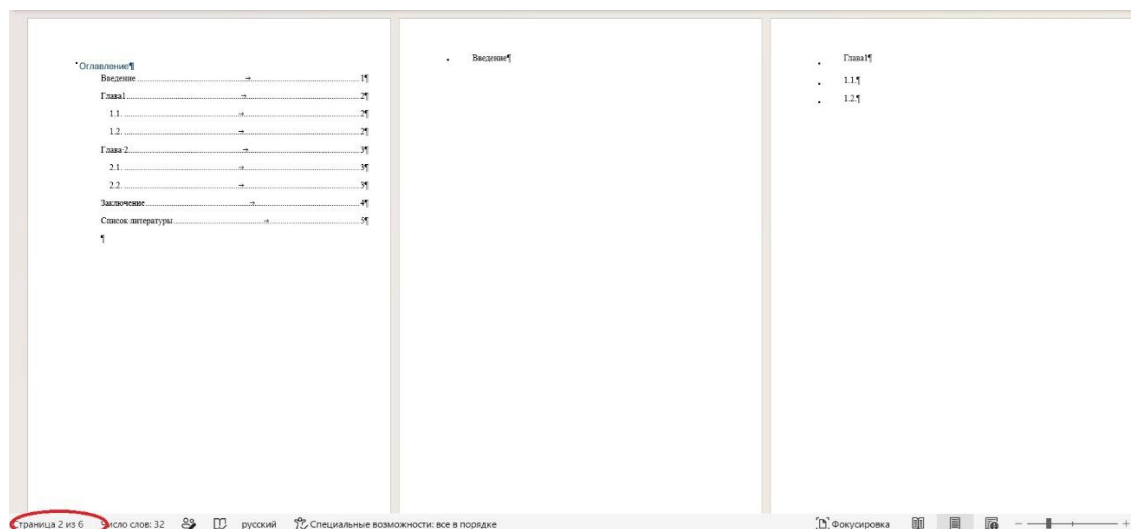 Оглавление¶
Введение → 1¶
Глава1 → 2¶
1.1. → 2¶
1.2. → 2¶
Глава·2 → 3¶
2.1. → 3¶
2.2. → 3¶
Заключение → 4¶
Список литературы → 5¶
¶
Введение¶
Глава1¶
1.1.¶
1.2.¶
Страница 2 из 6 Число слов: 32 русский Специальные возможности: все в порядке Фокусировка